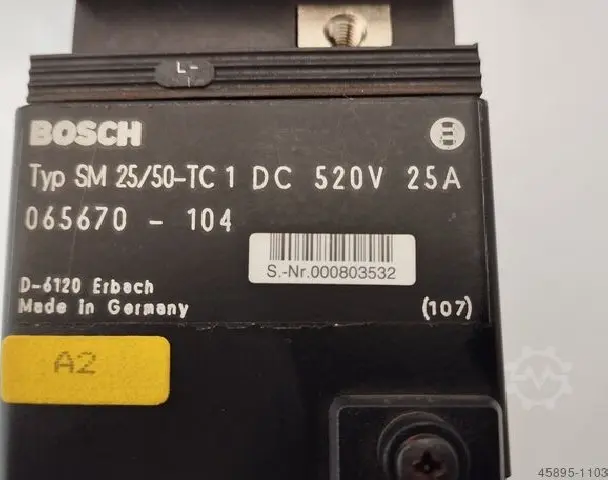 L-
BOSCH
Typ SM 25/50-TC 1 DC 520V 25A
065670 - 104
S.-Nr.000803532
D-6120 Erbach
Made in Germany
(107)
A2
45895-1103